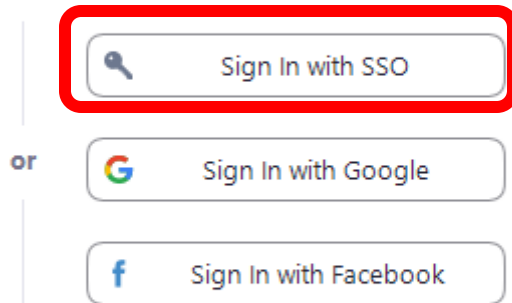 Sign In with SSO
or
Sign In with Google
Sign In with Facebook